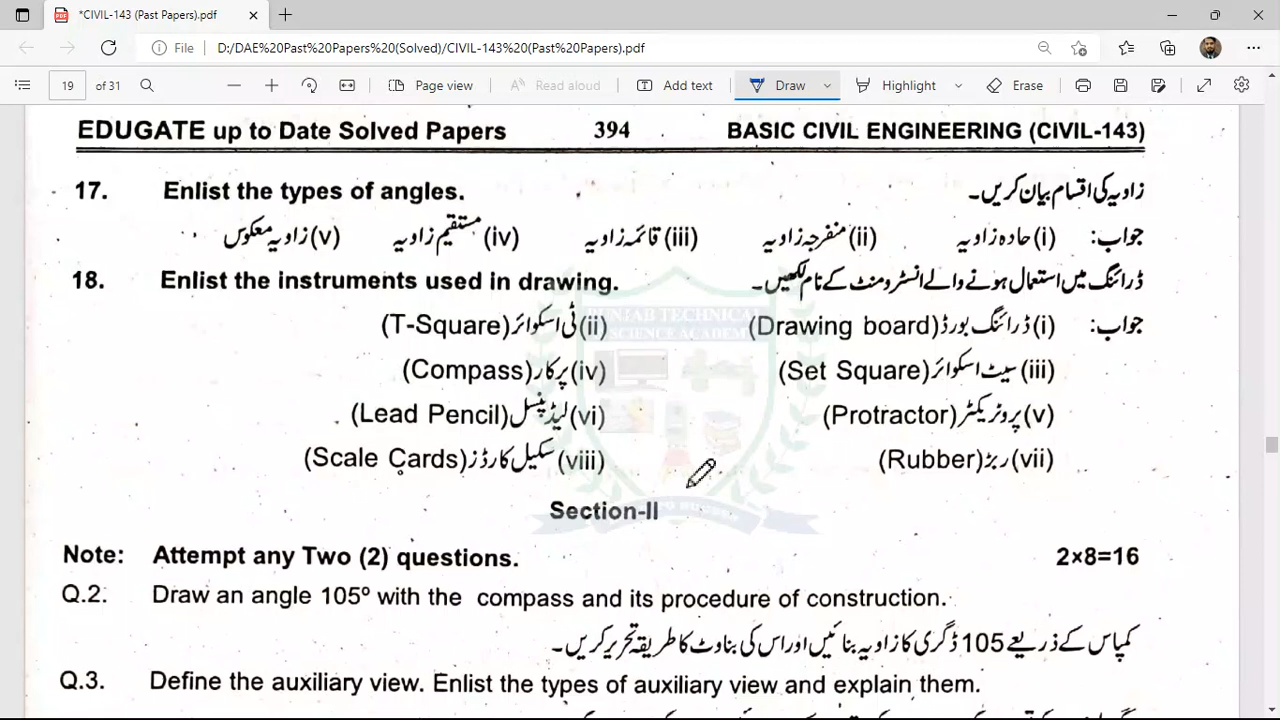 *CIVIL-143 (Past Papers).pdf
File D:/DAE%20Past%20Papers%20(Solved)/CIVIL-143%20(Past%20Papers).pdf
19 of 31 Page view Read aloud Add text Draw Highlight Erase
EDUGATE up to Date Solved Papers 394 BASIC CIVIL ENGINEERING (CIVIL-143)
17. Enlist the types of angles. زاویہ کی اقسام بیان کریں۔
جواب: (i) حادہ زاویہ (ii) منفرجہ زاویہ (iii) قائمہ زاویہ (iv) مستقیم زاویہ (v) زاویہ معکوس
18. Enlist the instruments used in drawing. ڈرائنگ میں استعمال ہونے والے انسٹرومنٹ کے نام لکھیں۔
جواب: (i) ڈرائنگ بورڈ (Drawing board) (ii) ٹی اسکوائر (T-Square)
(iii) سیٹ اسکوائر (Set Square) (iv) پرکار (Compass)
(v) پروٹریکٹر (Protractor) (vi) لیڈ پنسل (Lead Pencil)
(vii) ربڑ (Rubber) (viii) سکیل کارڈز (Scale Cards)
PUNJAB TECHNICAL
SCIENCE ACADEMY
Section-II
Note: Attempt any Two (2) questions. 2×8=16
Q.2. Draw an angle 105º with the compass and its procedure of construction.
کمپاس کے ذریعے 105 ڈگری کا زاویہ بنائیں اور اس کی بناوٹ کا طریقہ تحریر کریں۔
Q.3. Define the auxiliary view. Enlist the types of auxiliary view and explain them.